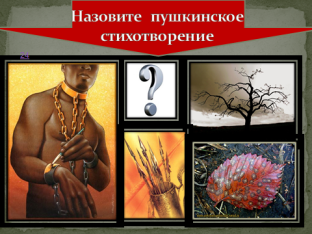 Назовите пушкинское
стихотворение
?